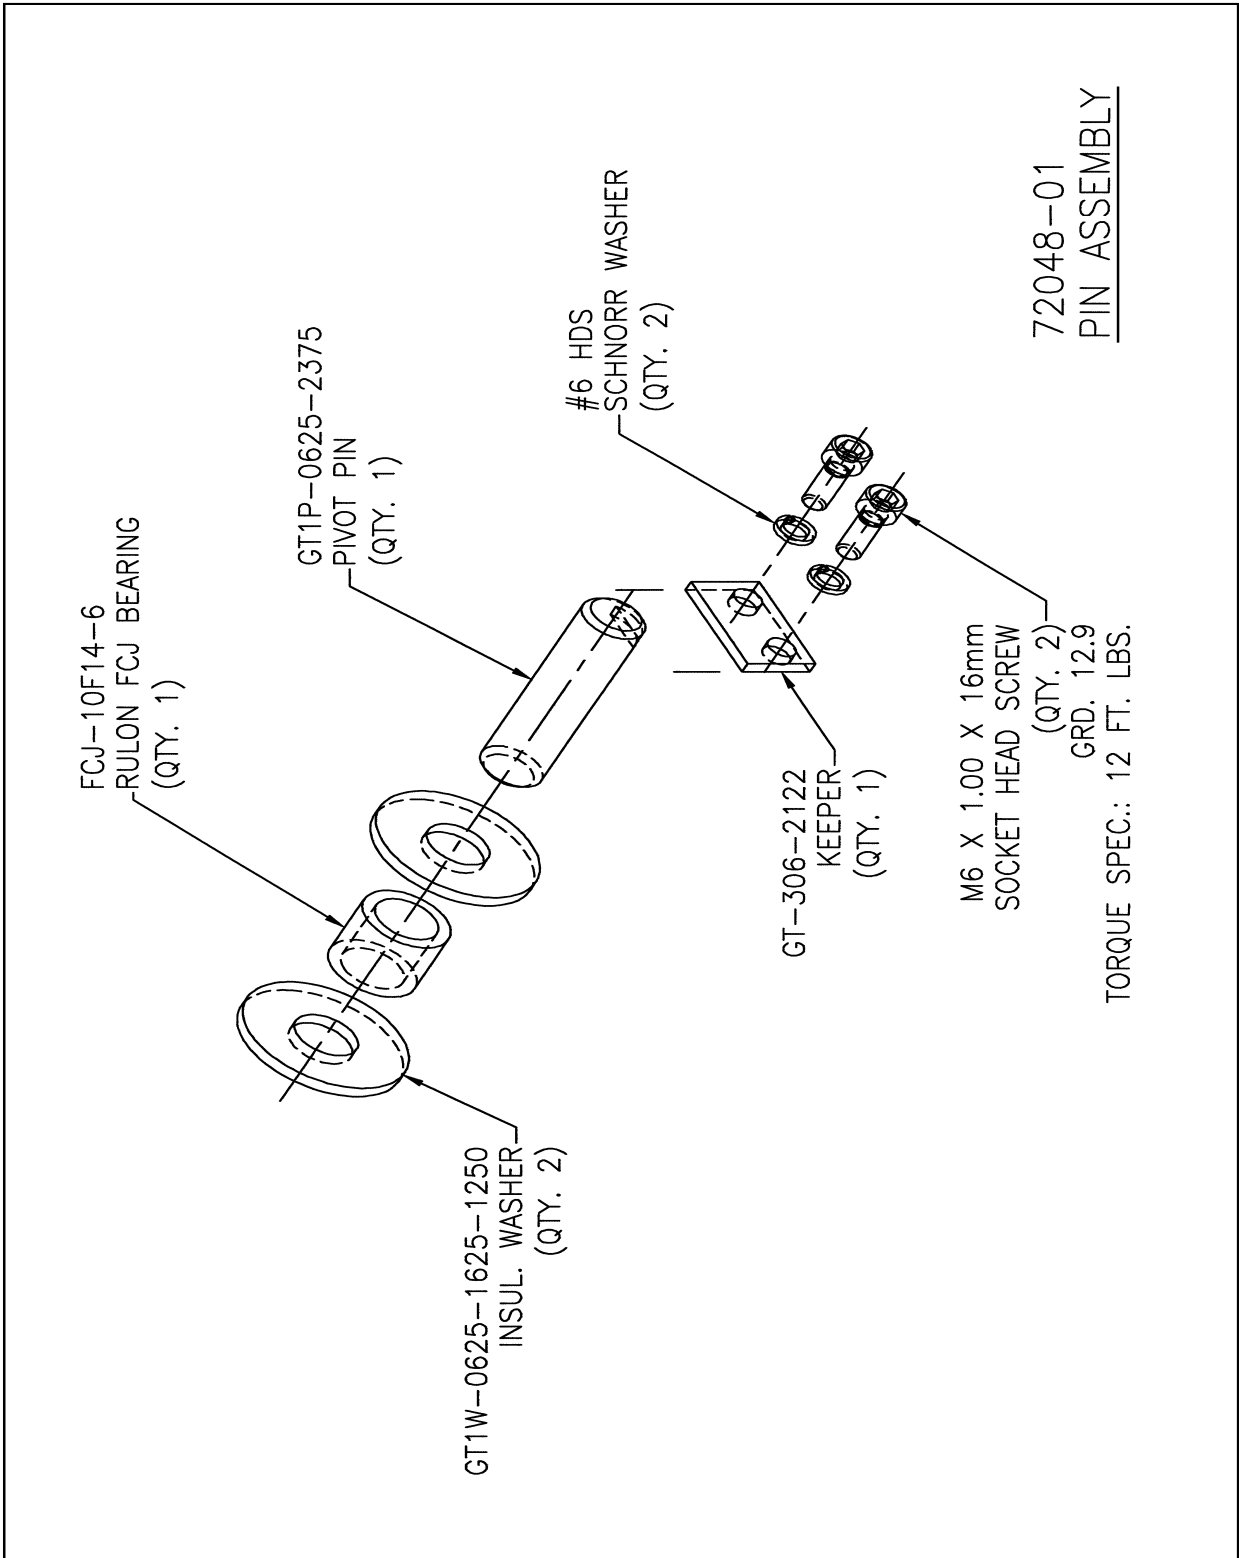 FCJ-10F14-6
RULON FCJ BEARING
(QTY. 1)
GT1P-0625-2375
PIVOT PIN
(QTY. 1)
#6 HDS
SCHNORR WASHER
(QTY. 2)
GT1W-0625-1625-1250
INSUL. WASHER
(QTY. 2)
GT-306-2122
KEEPER
(QTY. 1)
M6 X 1.00 X 16mm
SOCKET HEAD SCREW
(QTY. 2)
GRD. 12.9
TORQUE SPEC.: 12 FT. LBS.
72048-01
PIN ASSEMBLY